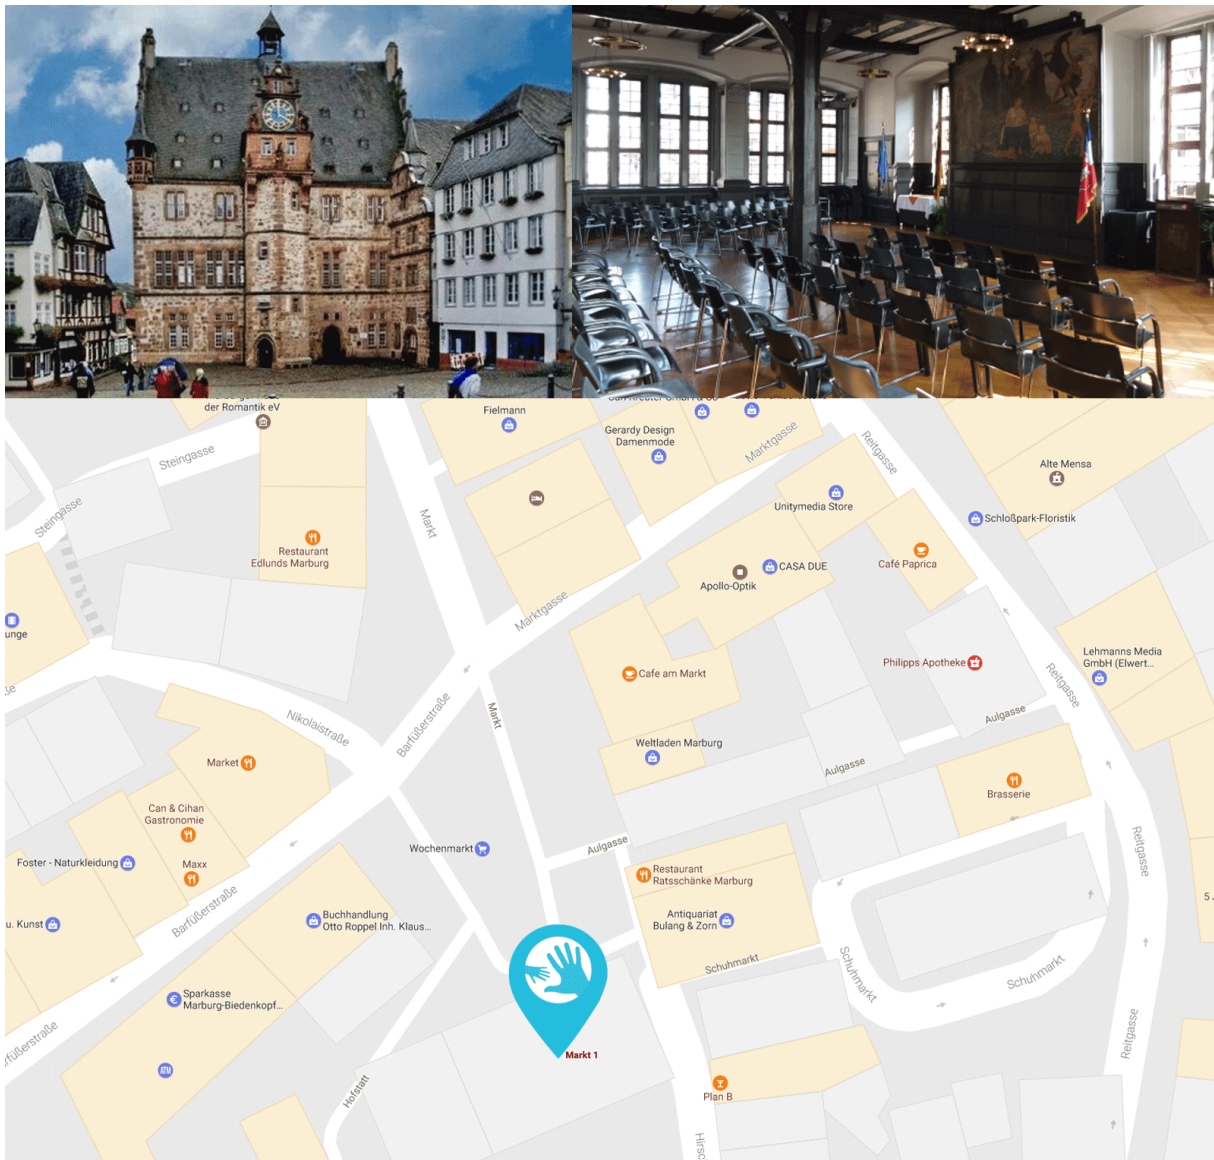 der Romantik eV
Fielmann
Gerardy Design
Damenmode
Marktgasse
Reitgasse
Steingasse
Alte Mensa
Unitymedia Store
Schloßpark-Floristik
Steingasse
Markt
Restaurant
Edlunds Marburg
Café Paprica
CASA DUE
Apollo-Optik
Marktgasse
unge
Lehmanns Media
GmbH (Elwert...
Philipps Apotheke
Cafe am Markt
Reitgasse
Nikolaistraße
Barfüßerstraße
Markt
Aulgasse
Weltladen Marburg
Market
Aulgasse
Brasserie
Can & Cihan
Gastronomie
Wochenmarkt
Aulgasse
Reitgasse
Foster - Naturkleidung
Maxx
Restaurant
Ratsschänke Marburg
Barfüßerstraße
u. Kunst
Buchhandlung
Otto Roppel Inh. Klaus...
Antiquariat
Bulang & Zorn
5
Schuhmarkt
Schuhmarkt
Schuhmarkt
Sparkasse
Marburg-Biedenkopf...
€
rfüßerstraße
Reitgasse
Markt 1
ATM
Hofstatt
Plan B
Hirsc